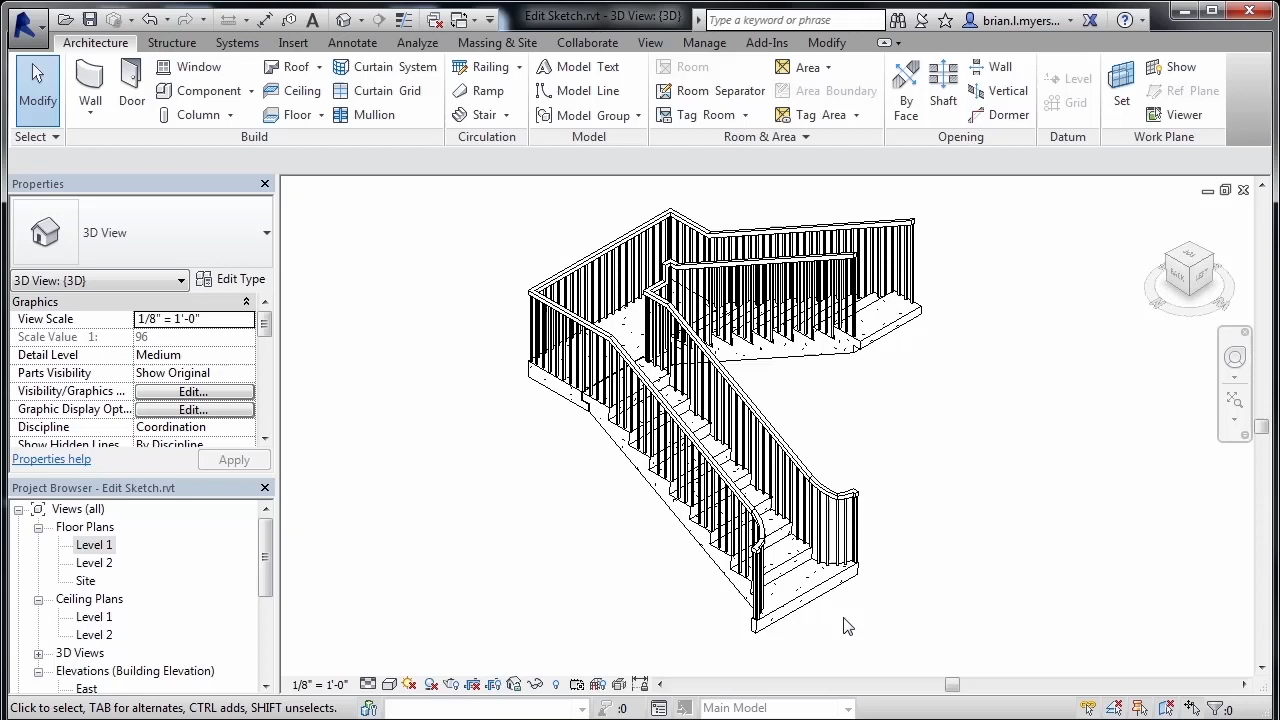 Edit Sketch.rvt - 3D View: {3D}
Type a keyword or phrase
brian.l.myers...
Architecture Structure Systems Insert Annotate Analyze Massing & Site Collaborate View Manage Add-Ins Modify
Modify
Wall
Door
Window
Component
Column
Roof
Ceiling
Floor
Curtain System
Curtain Grid
Mullion
Railing
Ramp
Stair
Model Text
Model Line
Model Group
Room
Room Separator
Tag Room
Area
Area Boundary
Tag Area
By
Face
Shaft
Wall
Vertical
Dormer
Level
Grid
Set
Show
Ref Plane
Viewer
Select Build Circulation Model Room & Area Opening Datum Work Plane
Properties
3D View
3D View: {3D} Edit Type
Graphics
View Scale 1/8" = 1'-0"
Scale Value 1: 96
Detail Level Medium
Parts Visibility Show Original
Visibility/Graphics ... Edit...
Graphic Display Opt... Edit...
Discipline Coordination
Show Hidden Lines By Discipline
Properties help Apply
Project Browser - Edit Sketch.rvt
Views (all)
Floor Plans
Level 1
Level 2
Site
Ceiling Plans
Level 1
Level 2
3D Views
Elevations (Building Elevation)
East
BACK
1/8" = 1'-0"
Click to select, TAB for alternates, CTRL adds, SHIFT unselects.
:0
Main Model
:0